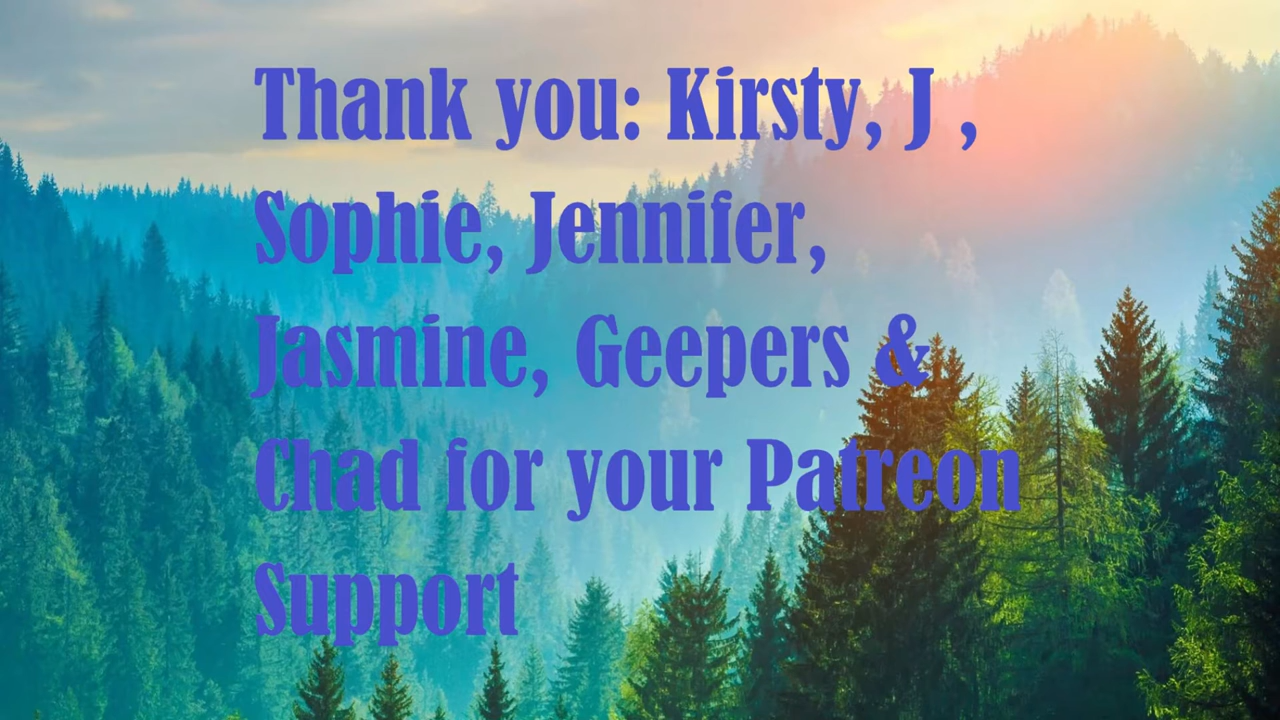 Thank you: Kirsty, J ,
Sophie, Jennifer,
Jasmine, Geepers &
Chad for your Patreon
Support